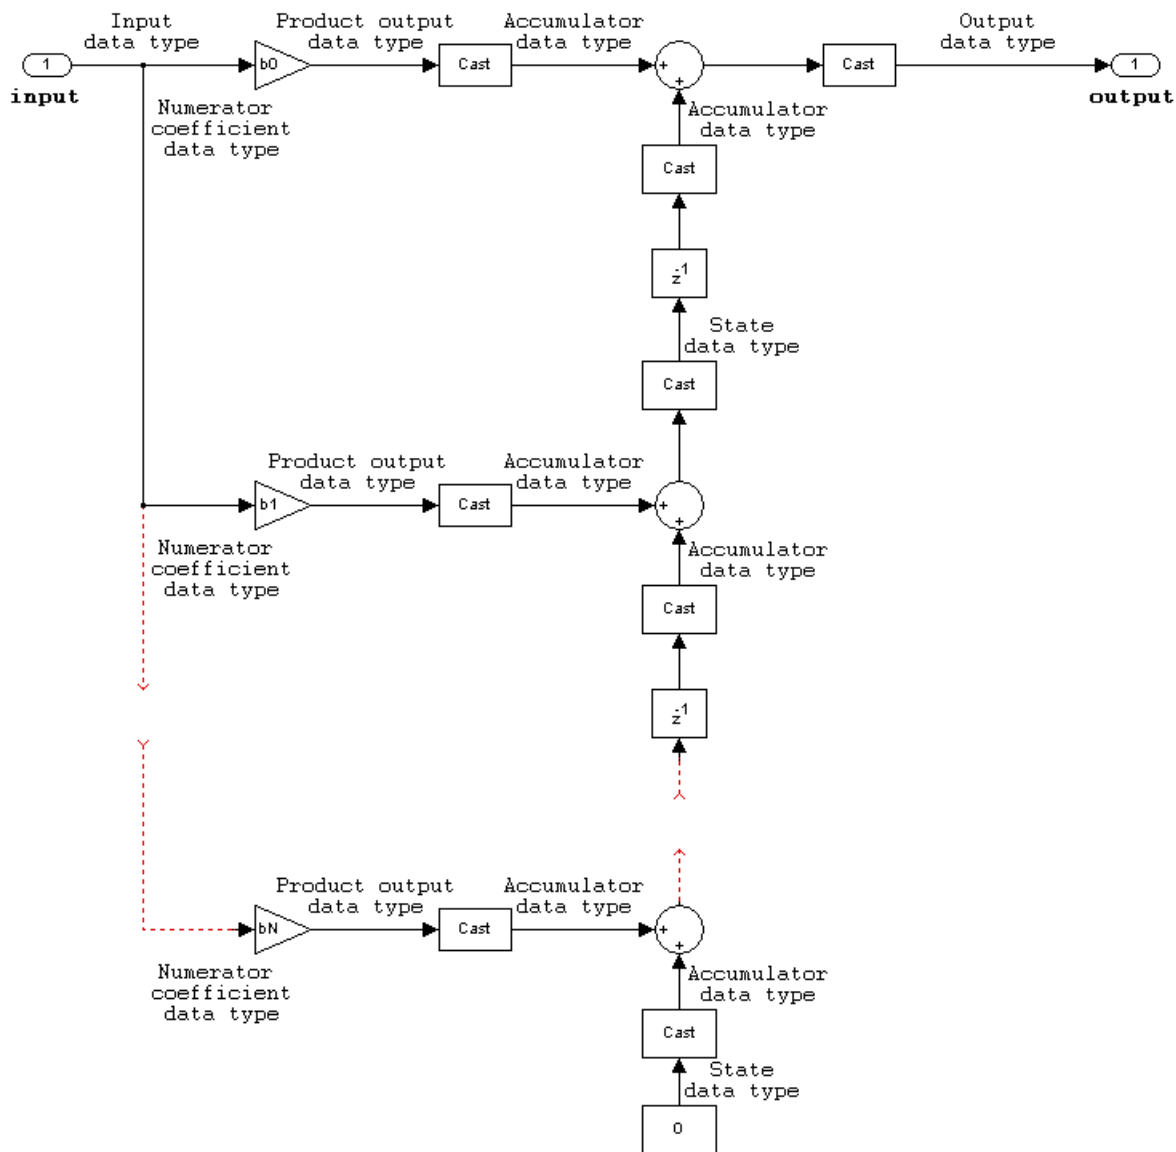 Input
data type
Product output
data type
Accumulator
data type
Output
data type
1
b0
Cast
+
+
Cast
1
input
output
Numerator
coefficient
data type
Accumulator
data type
Cast
z-1
State
data type
Cast
Product output
data type
Accumulator
data type
b1
Cast
+
+
Numerator
coefficient
data type
Accumulator
data type
Cast
z-1
Product output
data type
Accumulator
data type
bN
Cast
+
+
Numerator
coefficient
data type
Accumulator
data type
Cast
State
data type
0